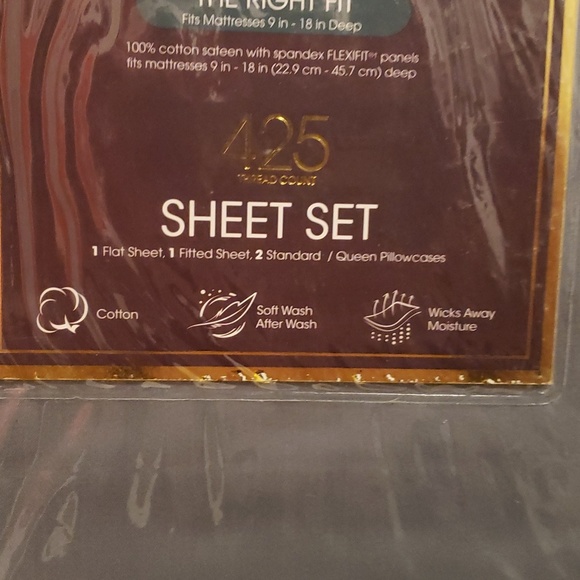 THE RIGHT FIT
Fits Mattresses 9 in - 18 in Deep
100% cotton sateen with spandex FLEXIFIT™ panels
fits mattresses 9 in - 18 in (22.9 cm - 45.7 cm) deep
425
THREAD COUNT
SHEET SET
1 Flat Sheet, 1 Fitted Sheet, 2 Standard / Queen Pillowcases
Cotton
Soft Wash
After Wash
Wicks Away
Moisture